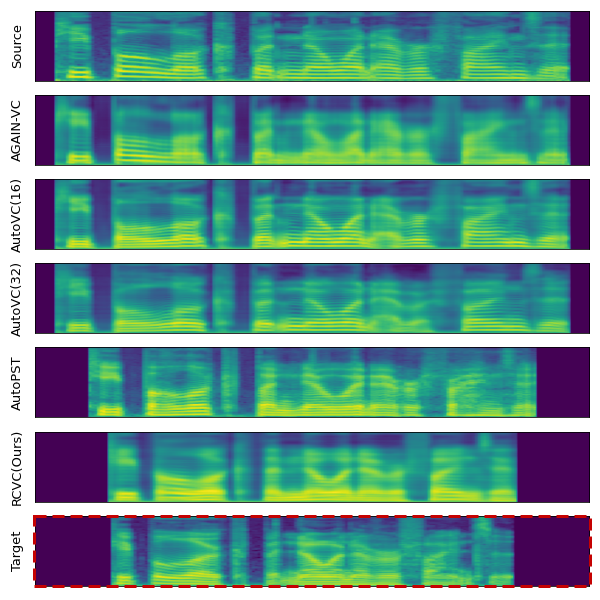 Source
AGAIN-VC
AutoVC(16)
AutoVC(32)
AutoPST
RCVC(Ours)
Target